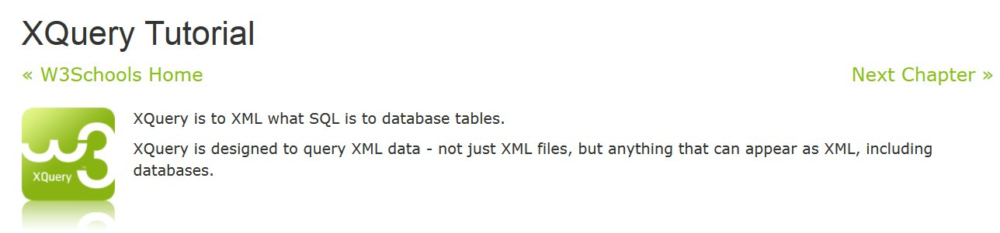 XQuery Tutorial
« W3Schools Home
Next Chapter »
w3
XQuery
XQuery is to XML what SQL is to database tables.
XQuery is designed to query XML data - not just XML files, but anything that can appear as XML, including
databases.